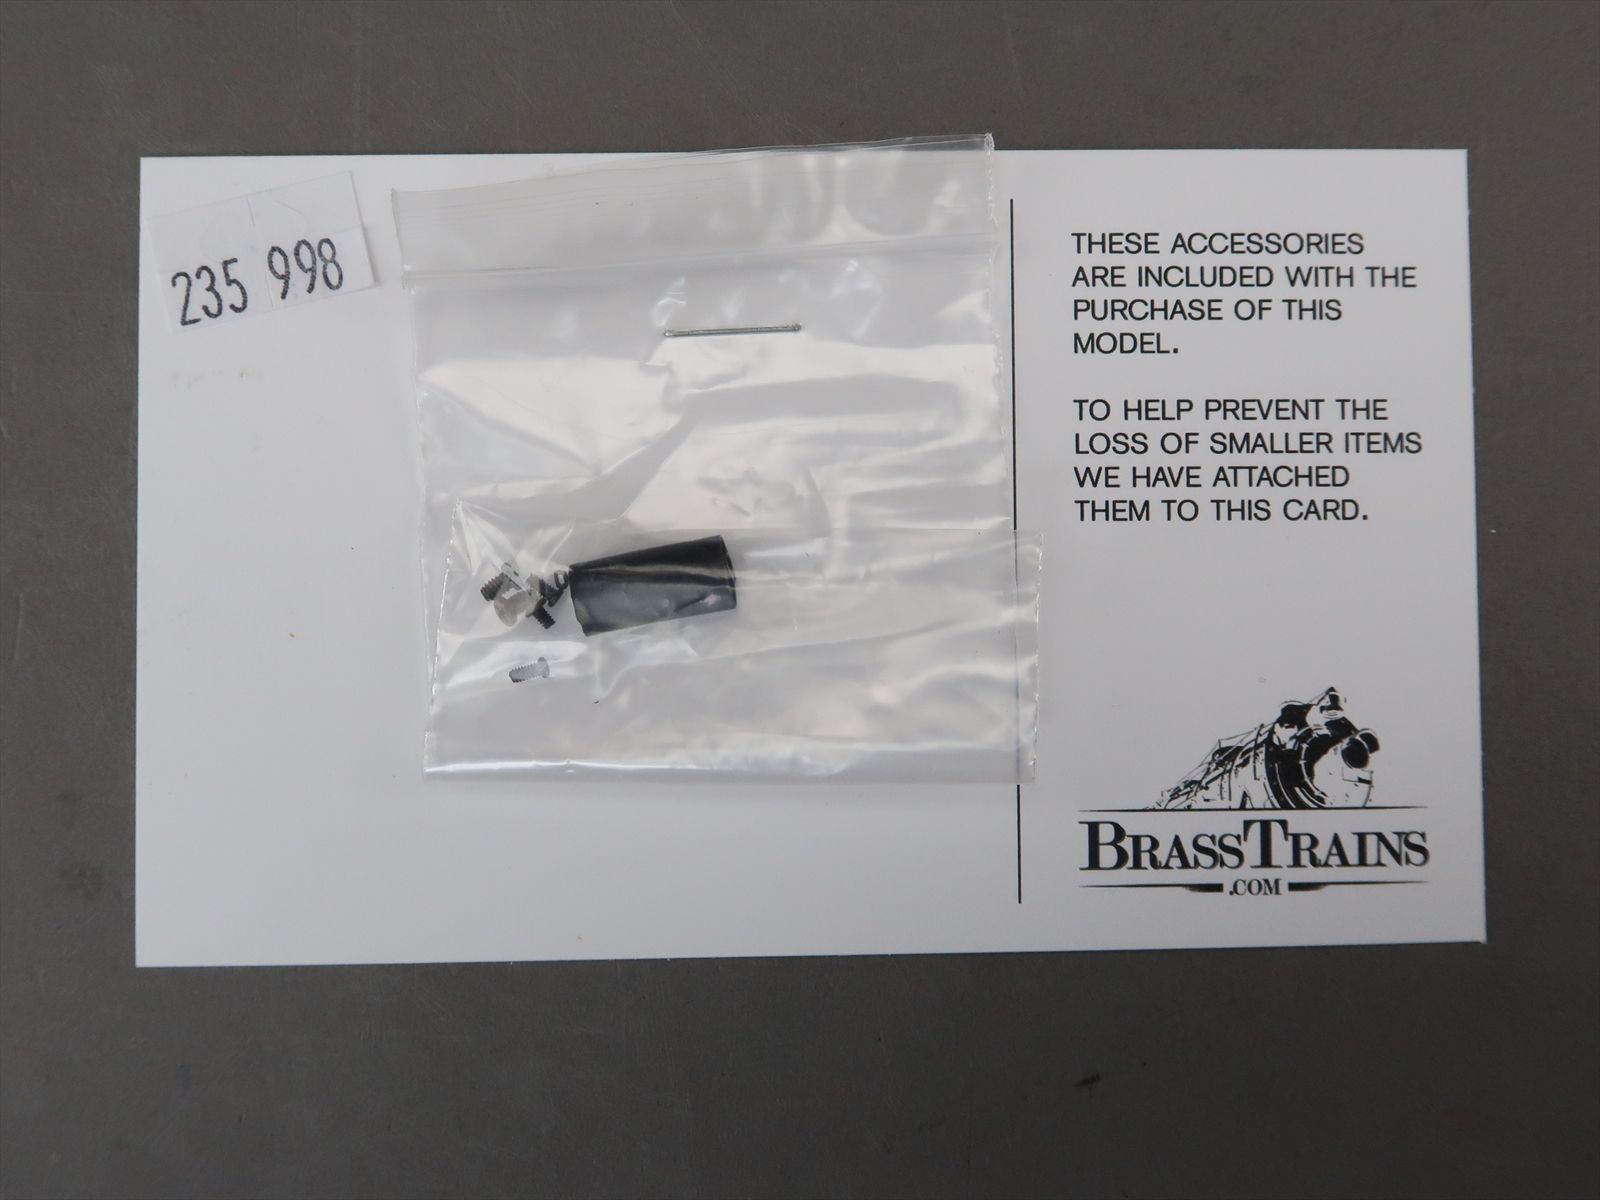 235 998
THESE ACCESSORIES
ARE INCLUDED WITH THE
PURCHASE OF THIS
MODEL.
TO HELP PREVENT THE
LOSS OF SMALLER ITEMS
WE HAVE ATTACHED
THEM TO THIS CARD.
BRASSTRAINS
.COM